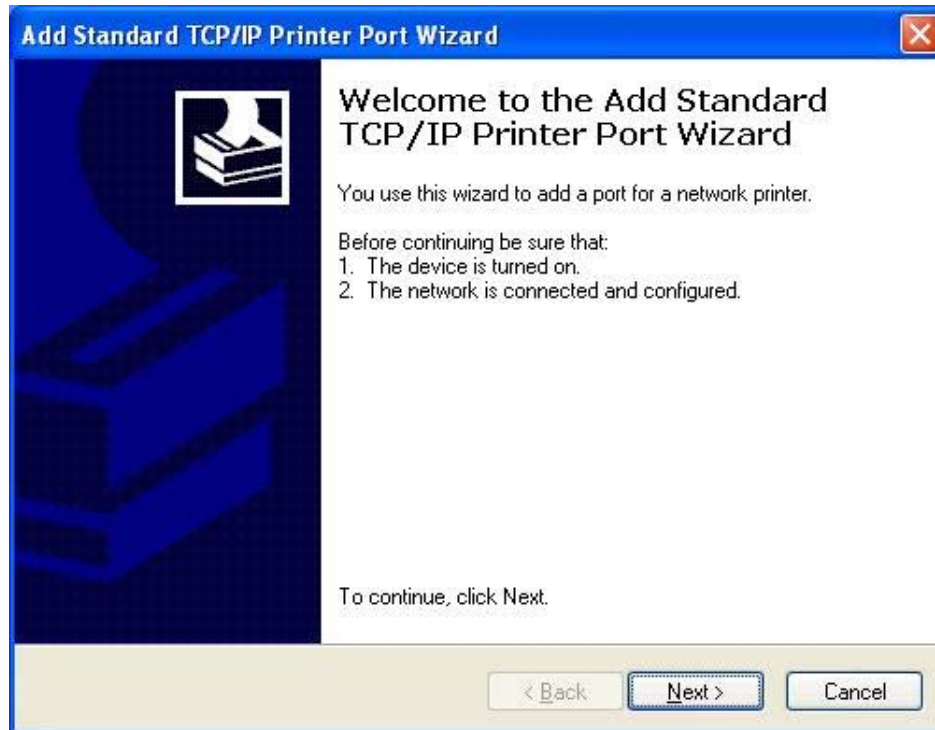 Add Standard TCP/IP Printer Port Wizard
Welcome to the Add Standard
TCP/IP Printer Port Wizard
You use this wizard to add a port for a network printer.
Before continuing be sure that:
1. The device is turned on.
2. The network is connected and configured.
To continue, click Next.
< Back Next > Cancel